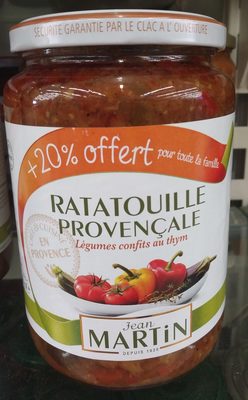 SÉCURITÉ GARANTIE PAR LE CLAC A L'OUVERTURE
+20% offert pour toute la famille
RATATOUILLE
PROVENÇALE
Légumes confits au thym
EN
PROVENCE
Jean
MARTiN
DEPUIS 1920